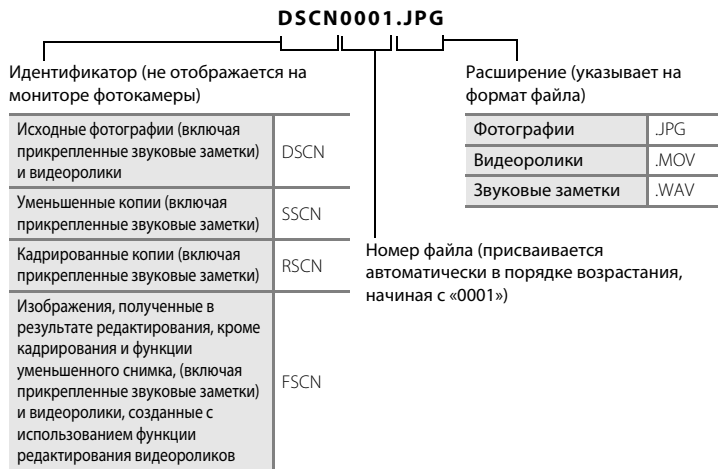 DSCN0001.JPG
Идентификатор (не отображается на
мониторе фотокамеры)
Исходные фотографии (включая
прикрепленные звуковые заметки)
и видеоролики
DSCN
Уменьшенные копии (включая
прикрепленные звуковые заметки)
SSCN
Кадрированные копии (включая
прикрепленные звуковые заметки)
RSCN
Изображения, полученные в
результате редактирования, кроме
кадрирования и функции
уменьшенного снимка, (включая
прикрепленные звуковые заметки)
и видеоролики, созданные с
использованием функции
редактирования видеороликов
FSCN
Номер файла (присваивается
автоматически в порядке возрастания,
начиная с «0001»)
Расширение (указывает на
формат файла)
Фотографии .JPG
Видеоролики .MOV
Звуковые заметки .WAV